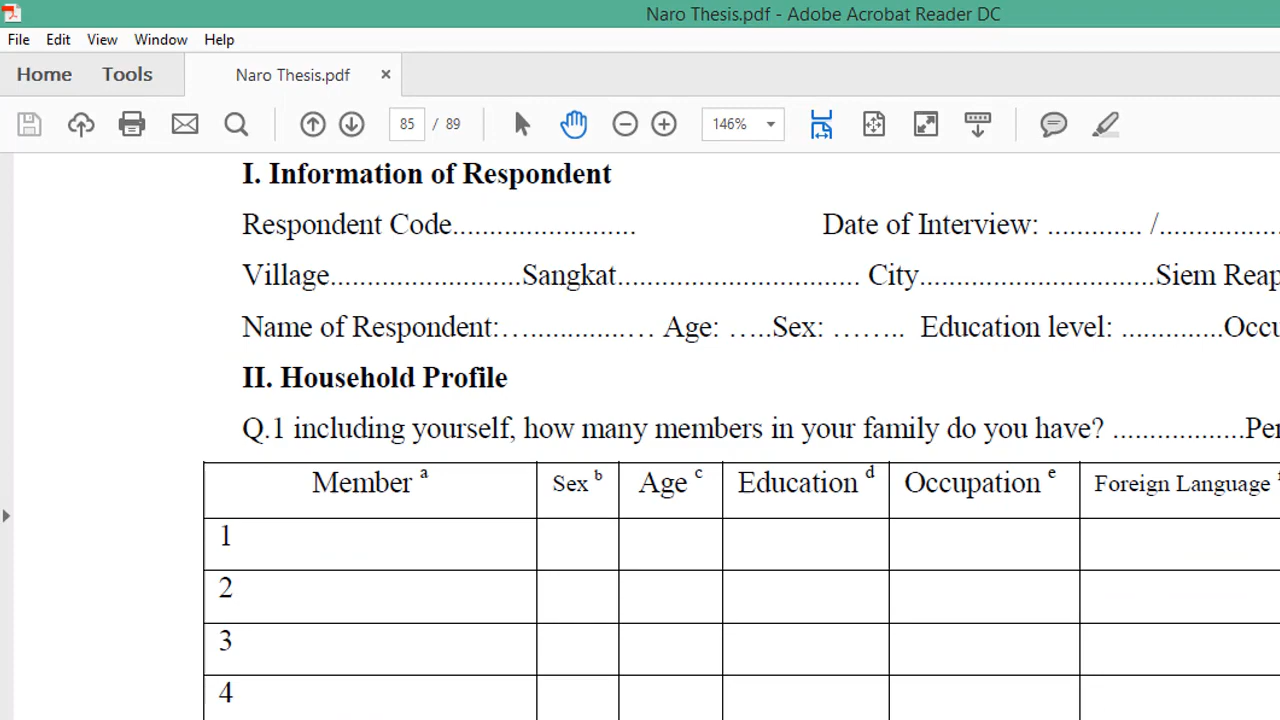 Naro Thesis.pdf - Adobe Acrobat Reader DC
File Edit View Window Help
Home Tools Naro Thesis.pdf ×
85 / 89 146%
I. Information of Respondent
Respondent Code......................... Date of Interview: ............. /.................
Village..........................Sangkat................................. City................................Siem Reap
Name of Respondent:…............… Age: …..Sex: …….. Education level: ..............Occu
II. Household Profile
Q.1 including yourself, how many members in your family do you have? ..................Per
Member a Sex b Age c Education d Occupation e Foreign Language f
1
2
3
4